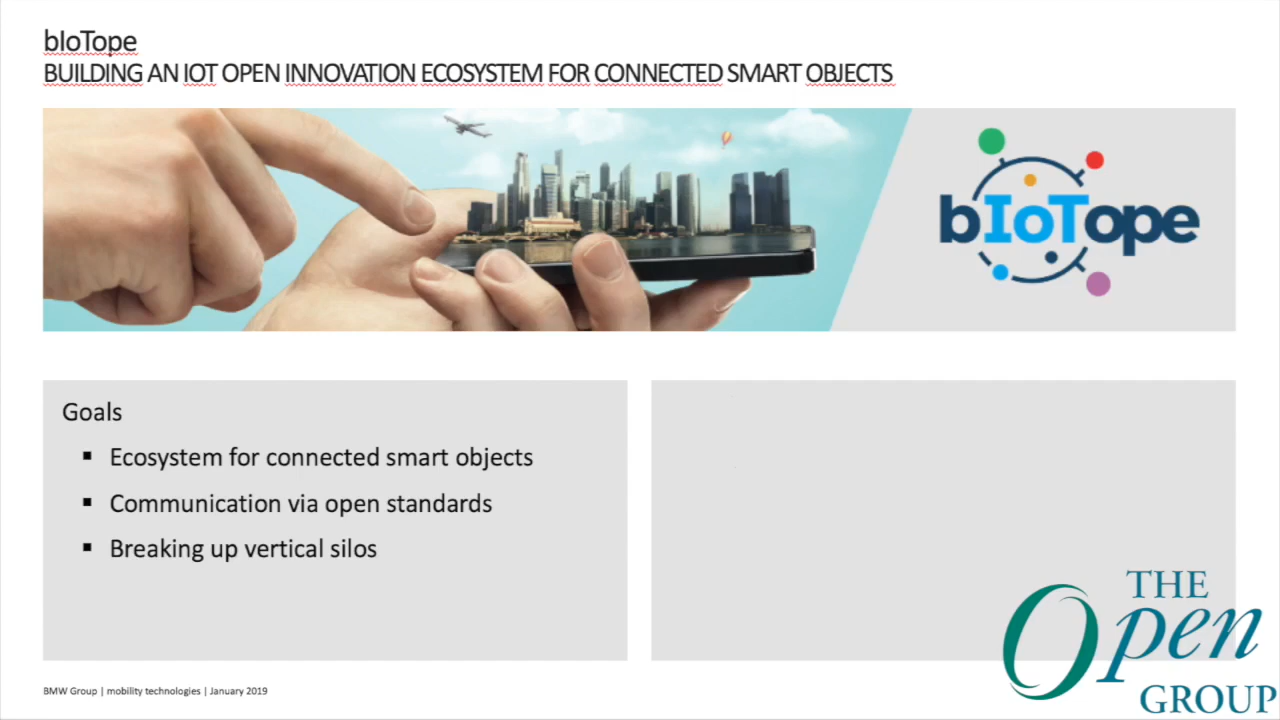 bIoTope
BUILDING AN IOT OPEN INNOVATION ECOSYSTEM FOR CONNECTED SMART OBJECTS
bIoTope
Goals
▪ Ecosystem for connected smart objects
▪ Communication via open standards
▪ Breaking up vertical silos
THE
Open
GROUP
BMW Group | mobility technologies | January 2019